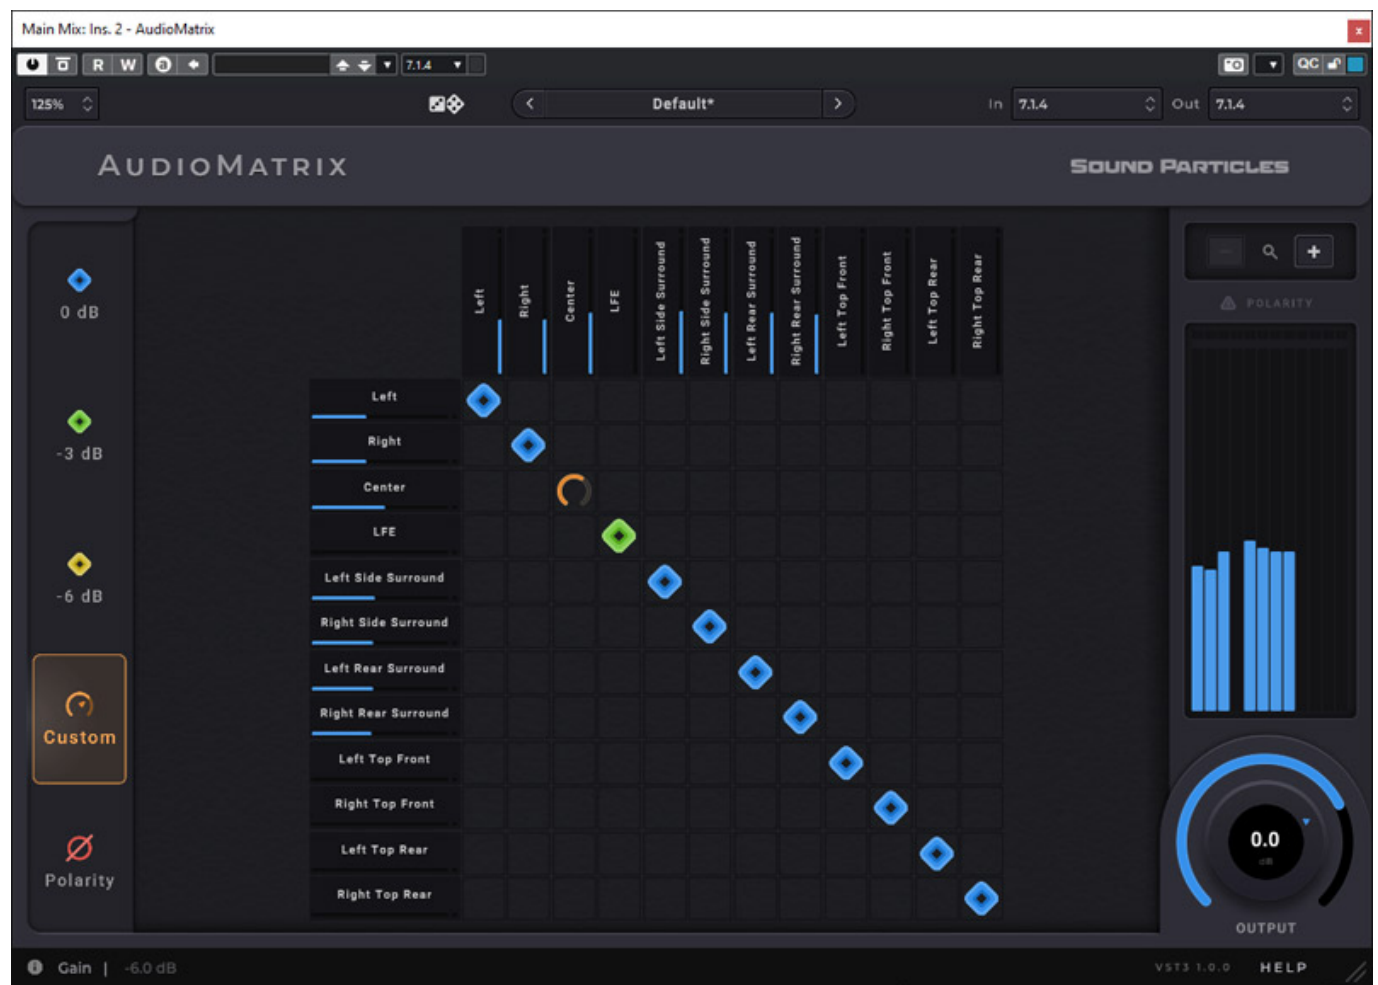 Main Mix: Ins. 2 - AudioMatrix
x
R W a 7.1.4 QC
125% Default* In 7.1.4 Out 7.1.4
AUDIOMATRIX
SOUND PARTICLES
Left
Right
Center
LFE
Left Side Surround
Right Side Surround
Left Rear Surround
Right Rear Surround
Left Top Front
Right Top Front
Left Top Rear
Right Top Rear
0 dB
-3 dB
-6 dB
Custom
Polarity
Left
Right
Center
LFE
Left Side Surround
Right Side Surround
Left Rear Surround
Right Rear Surround
Left Top Front
Right Top Front
Left Top Rear
Right Top Rear
POLARITY
0.0
dB
OUTPUT
Gain | -6.0 dB
VST3 1.0.0 HELP